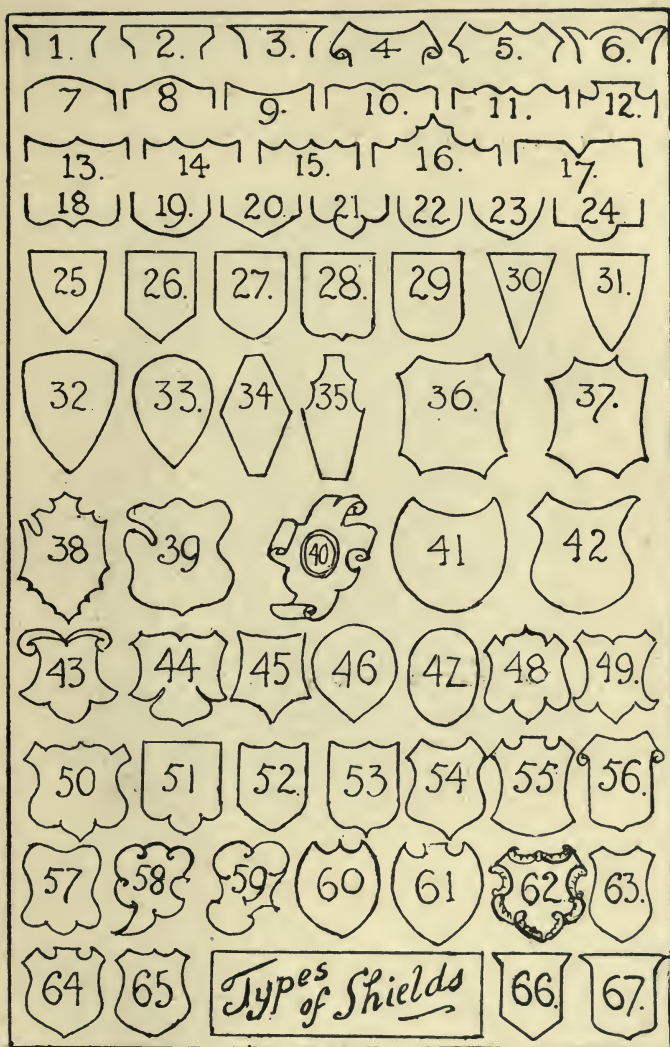 1. 2. 3. 4 5. 6.
7 8 9. 10. 11. 12.
13. 14 15. 16. 17.
18 19. 20. 21 22 23 24
25 26. 27. 28. 29 30 31.
32 33. 34 35 36. 37.
38 39 40 41 42
43 44 45 46 47 48 49.
50 51 52. 53 54 55 56.
57 58 59 60 61 62. 63.
64 65 Types 66. 67.
of Shields